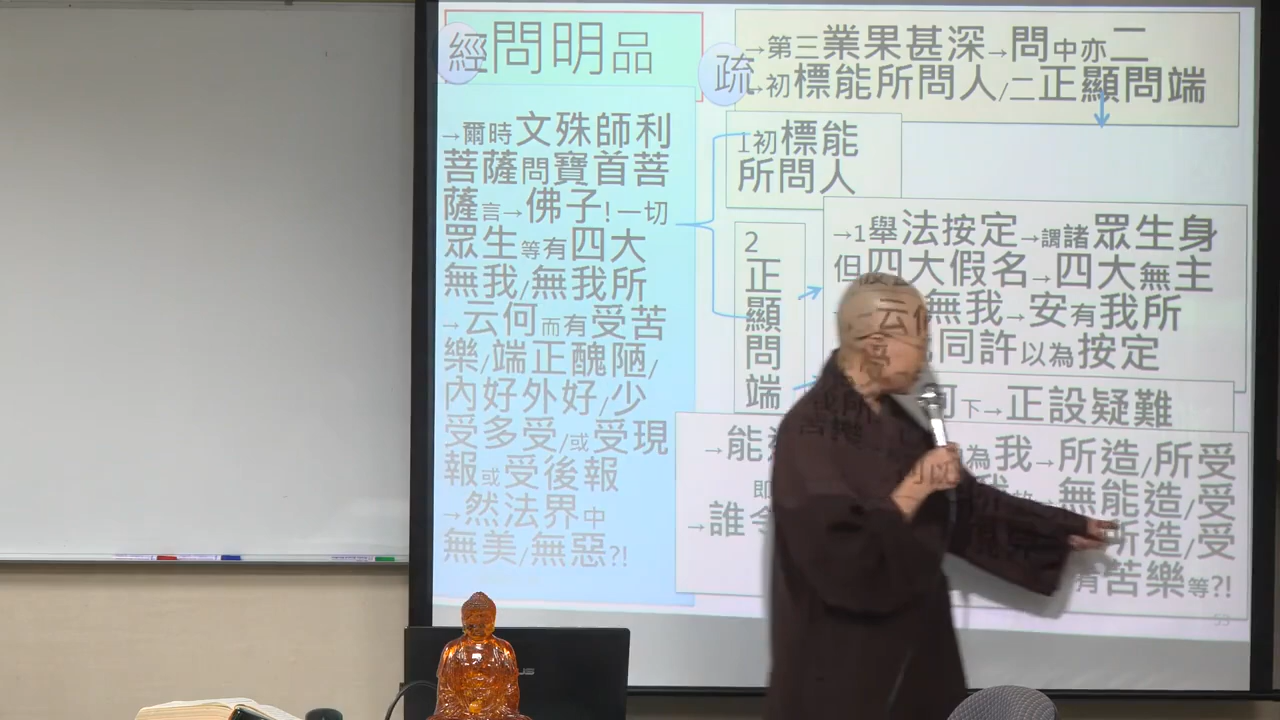 經問明品
→爾時文殊師利
菩薩問寶首菩
薩言→佛子!一切
眾生等有四大
無我/無我所
→云何而有受苦
樂/端正醜陋/
內好外好/少
受多受/或受現
報或受後報
→然法界中
無美/無惡?!
疏
→第三業果甚深→問中亦二
→初標能所問人/二正顯問端
1初標能
所問人
2
正
顯
問
端
→1舉法按定→謂諸眾生身
但 四大假名→四大無主
無我→安有我所
同許以為按定
何下→正設疑難
→能 為我→所造/所受
即 我 無能造/受
→誰令 所造/受
有苦樂等?!
53